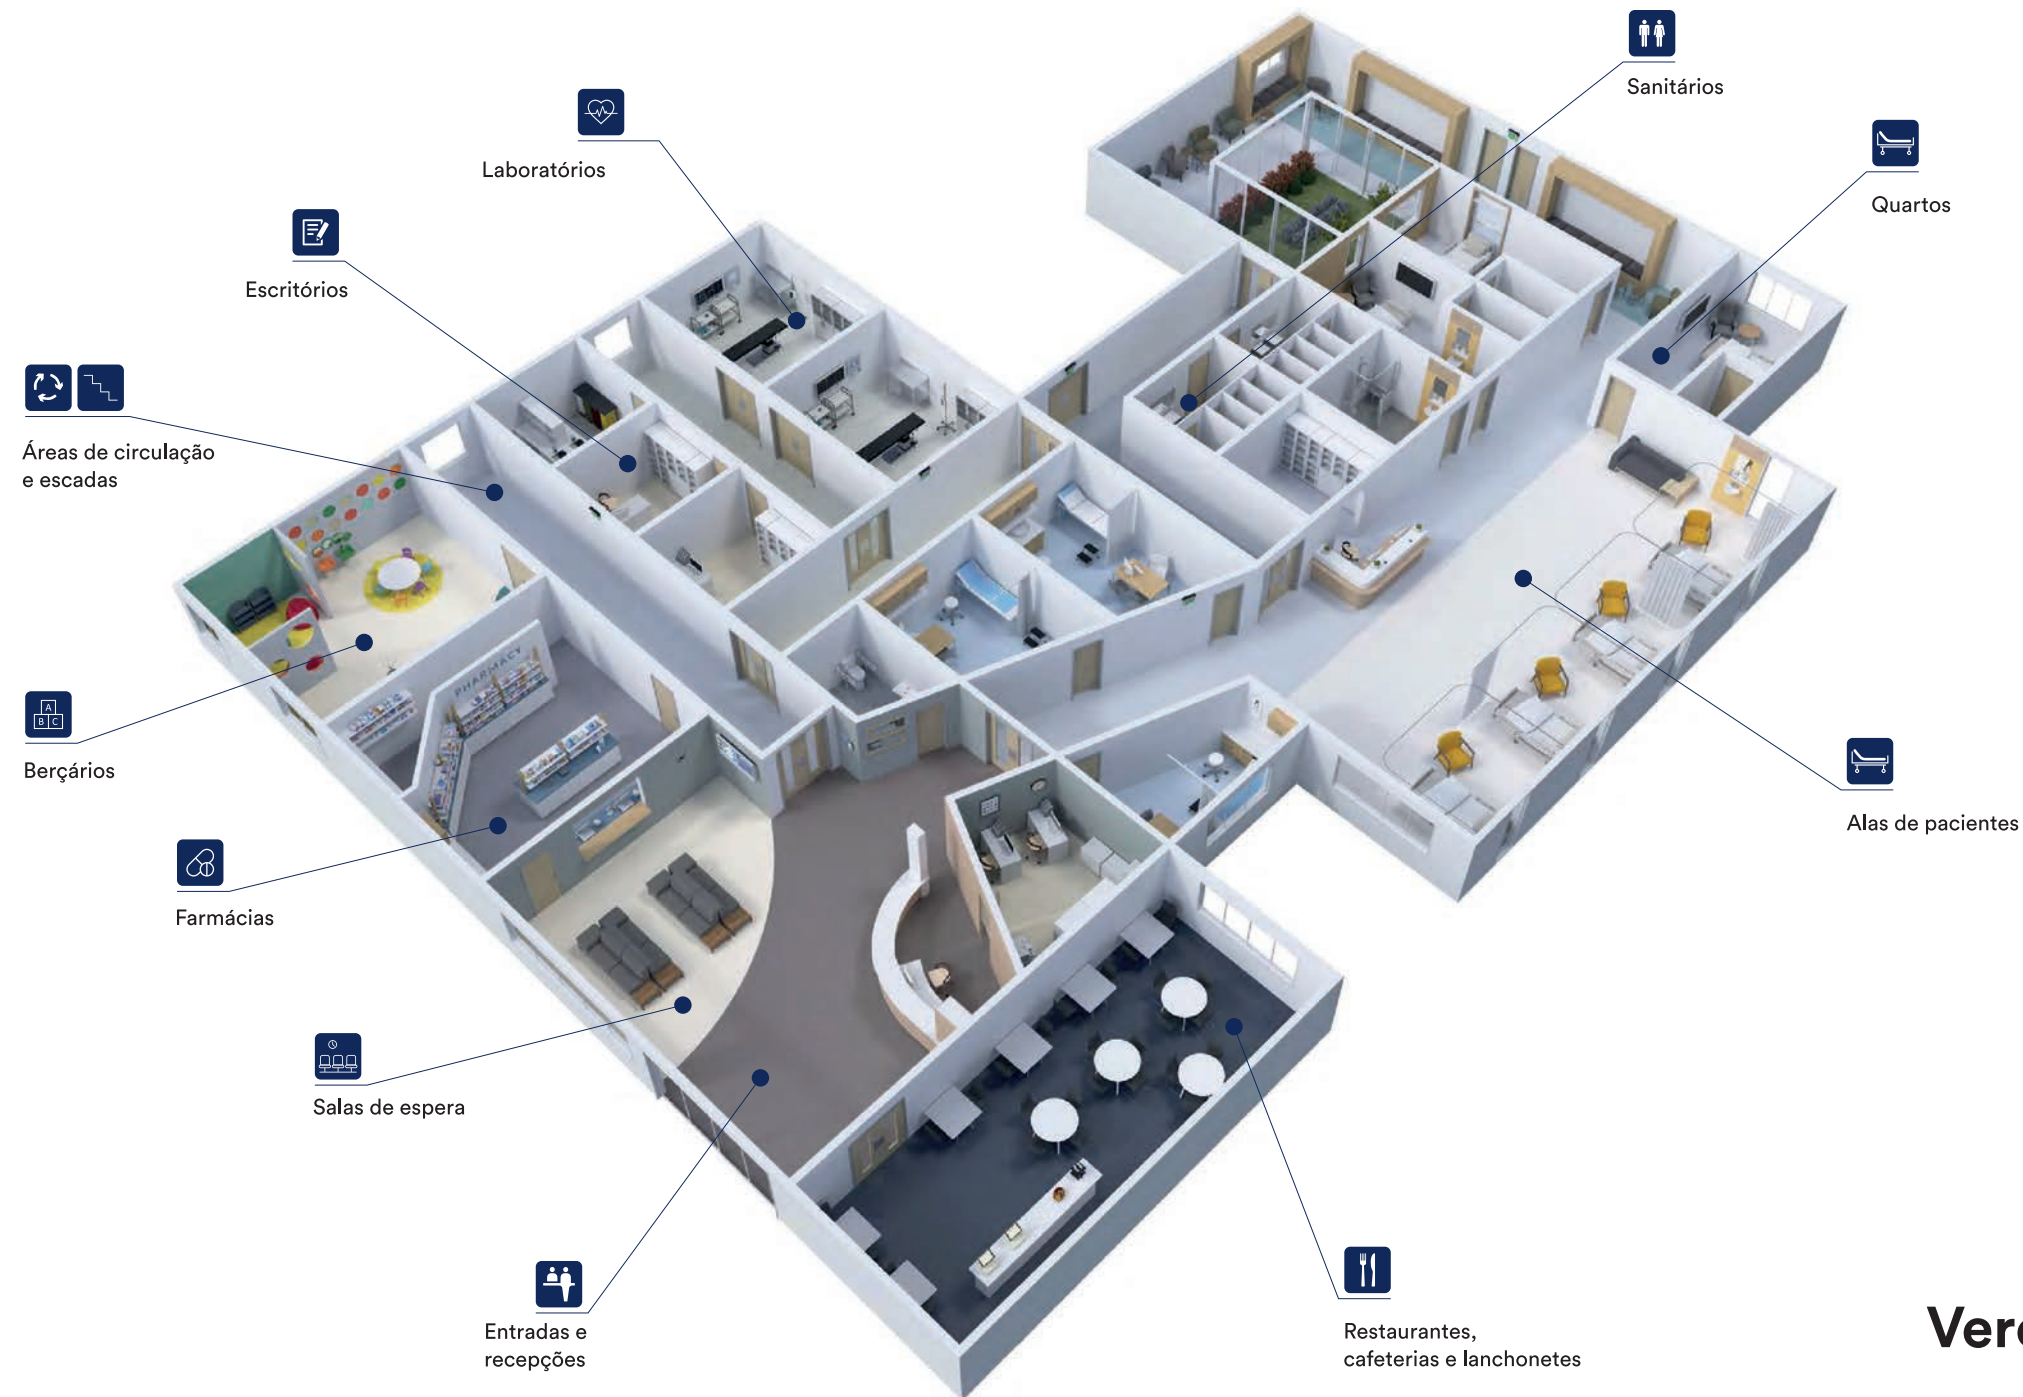 Sanitários
Laboratórios
Quartos
Escritórios
Áreas de circulação
e escadas
PHARMACY
A
B C
Berçários
Alas de pacientes
Farmácias
Salas de espera
Entradas e
recepções
Restaurantes,
cafeterias e lanchonetes